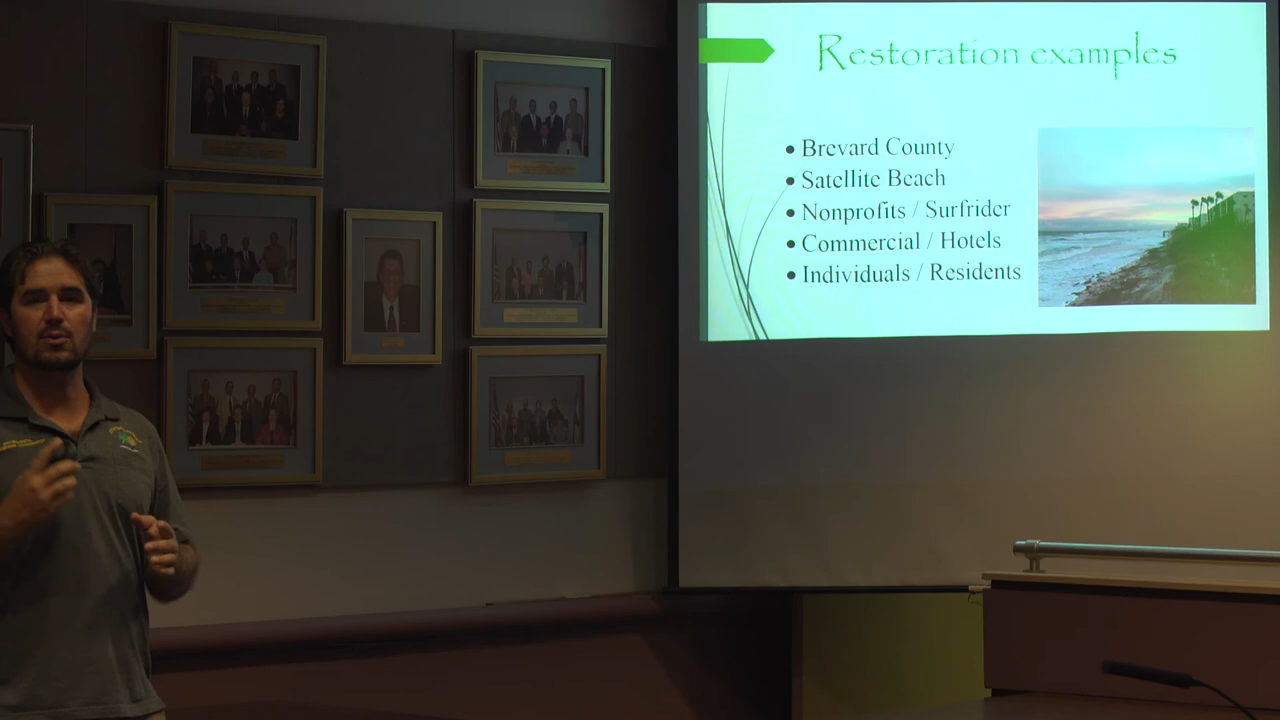 Restoration examples
• Brevard County
• Satellite Beach
• Nonprofits / Surfrider
• Commercial / Hotels
• Individuals / Residents